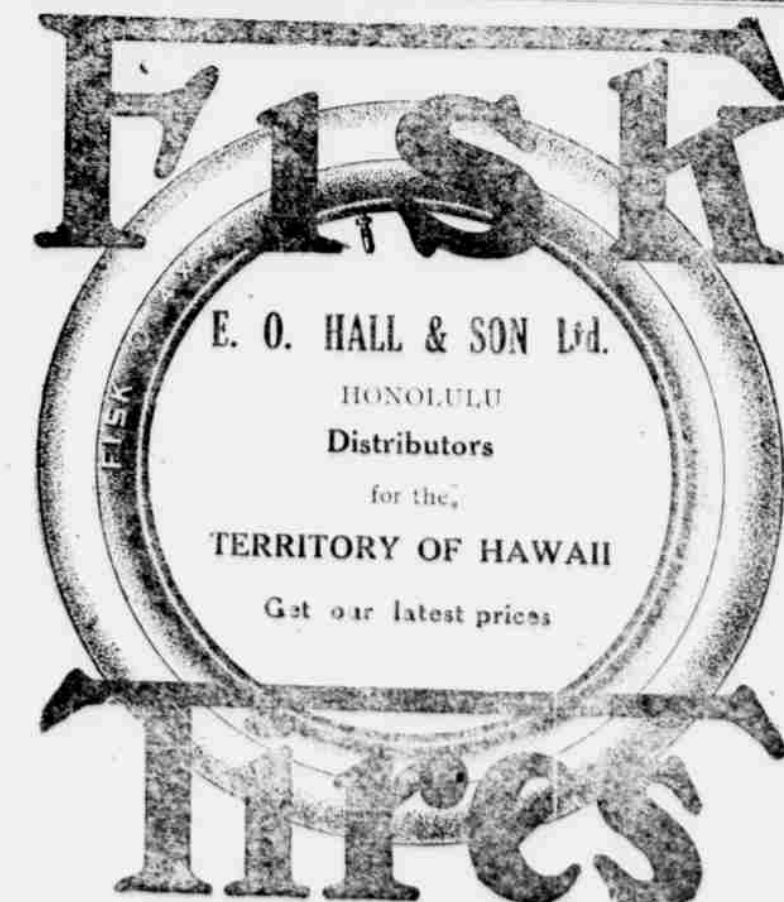 Fisk
FISK
E. O. HALL & SON Ltd.
HONOLULU
Distributors
for the
TERRITORY OF HAWAII
Get our latest prices
Tires